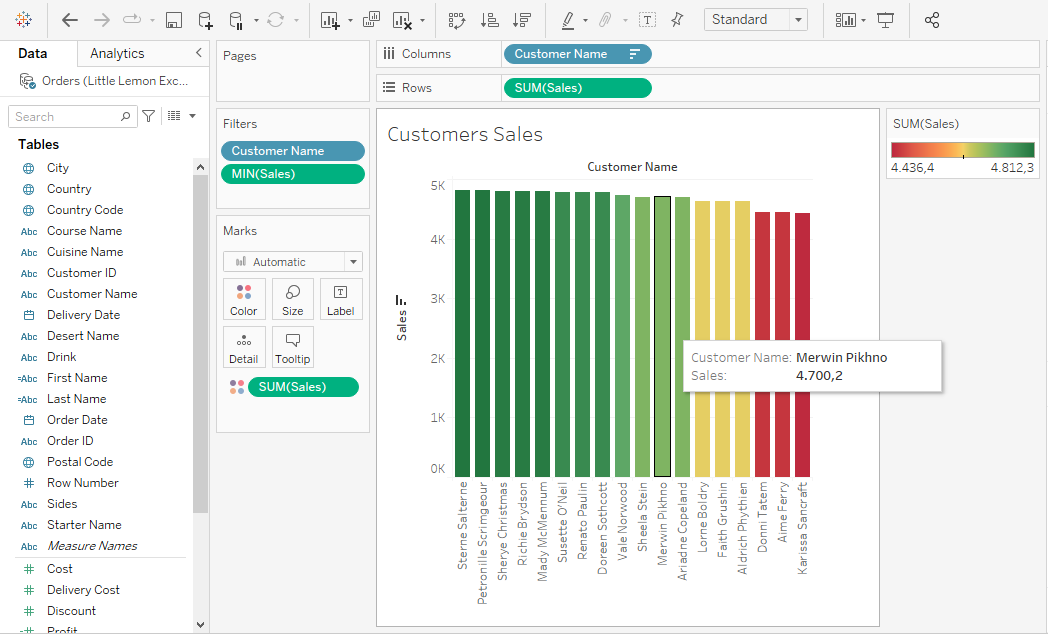 Standard
Data
Analytics
Pages
Columns
Customer Name
Rows
SUM(Sales)
Orders (Little Lemon Exc...
Search
Tables
City
Country
Country Code
Abc Course Name
Abc Cuisine Name
Abc Customer ID
Abc Customer Name
Delivery Date
Abc Desert Name
Abc Drink
=Abc First Name
=Abc Last Name
Order Date
Abc Order ID
Postal Code
# Row Number
Abc Sides
Abc Starter Name
Abc Measure Names
# Cost
# Delivery Cost
# Discount
=# Profit
Filters
Customer Name
MIN(Sales)
Marks
Automatic
Color
Size
T
Label
Detail
Tooltip
SUM(Sales)
Customers Sales
Customer Name
5K
4K
3K
2K
1K
0K
Sales
Customer Name: Merwin Pikhno
Sales: 4.700,2
Sterne Salterne
Petronille Scrimgeour
Sherye Christmas
Richie Brydson
Mady McMennum
Susette O'Neil
Renato Paulin
Doreen Sothcott
Vale Norwood
Sheela Stein
Merwin Pikhno
Ariadne Copeland
Lorne Boldry
Faith Grushin
Aldrich Phythien
Donni Tatem
Aime Ferry
Karissa Sancraft
SUM(Sales)
4.436,4 4.812,3